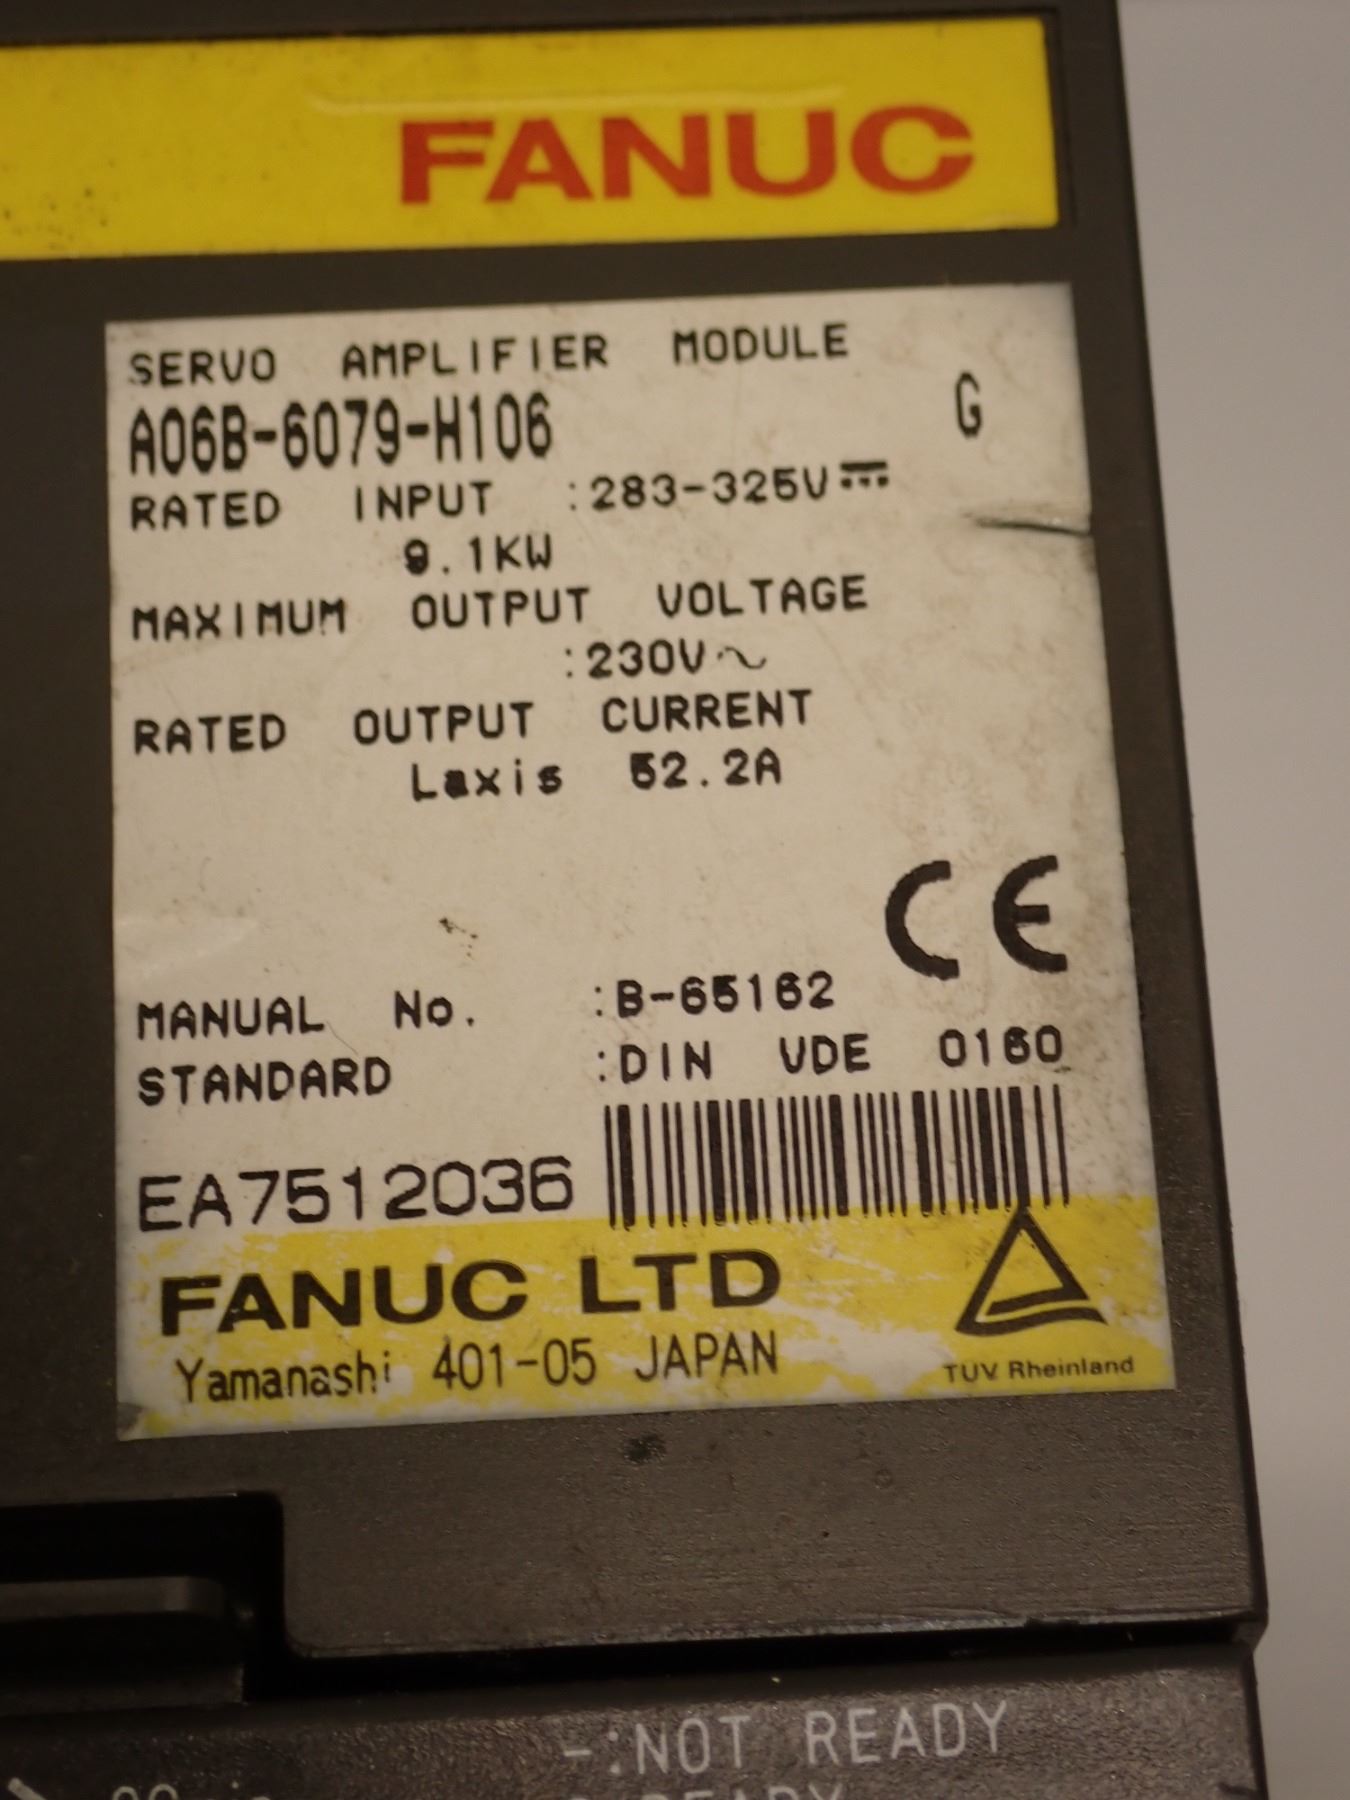 FANUC
SERVO AMPLIFIER MODULE
A06B-6079-H106 G
RATED INPUT :283-325V⎓
9.1KW
MAXIMUM OUTPUT VOLTAGE
:230V~
RATED OUTPUT CURRENT
Laxis 52.2A
CE
MANUAL No. :B-65162
STANDARD :DIN VDE 0160
EA7512036
FANUC LTD
Yamanashi 401-05 JAPAN
TUV Rheinland
-:NOT READY
READY